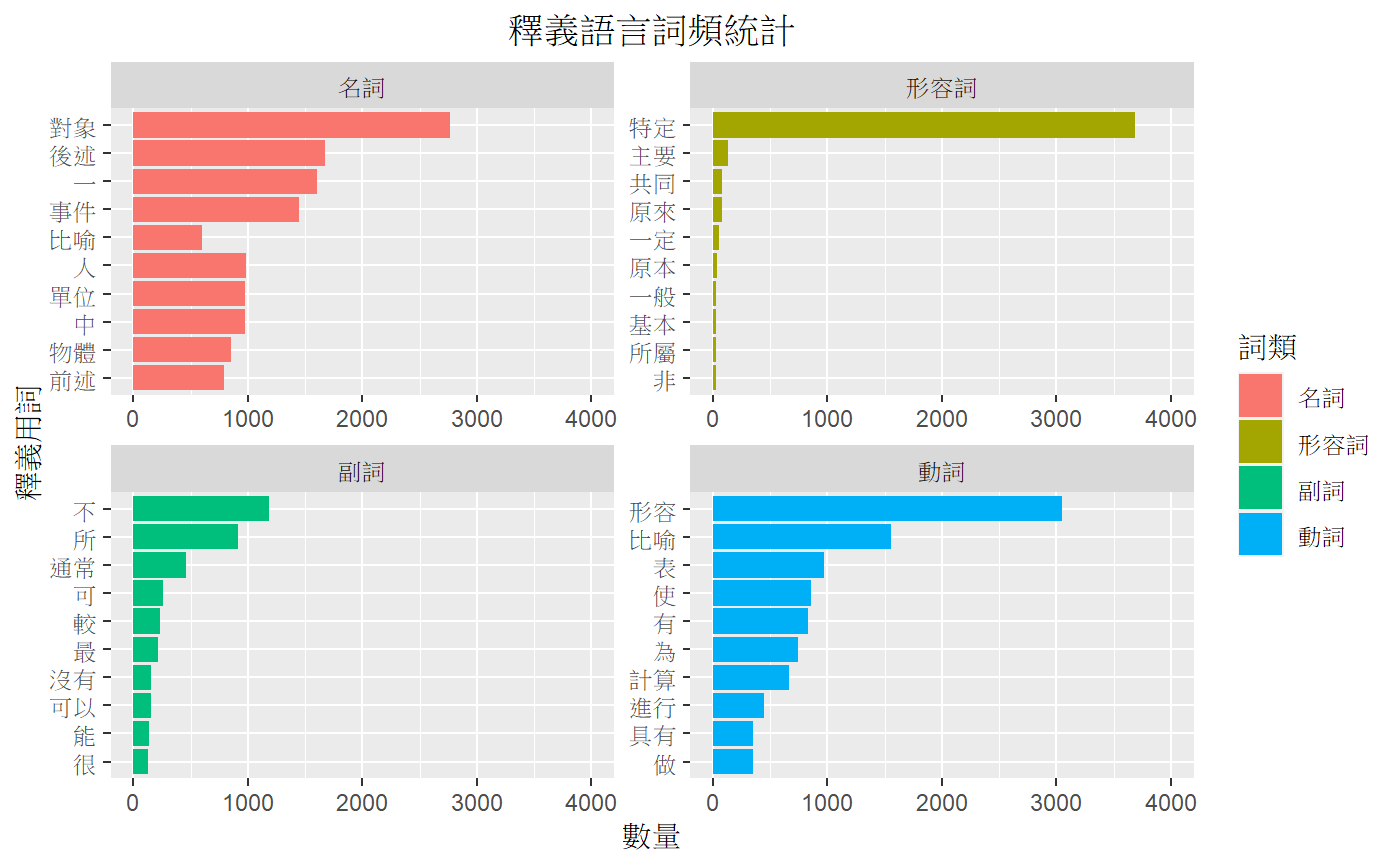 釋義語言詞頻統計
名詞
對象
後述
一
事件
比喻
人
單位
中
物體
前述
0 1000 2000 3000 4000
形容詞
特定
主要
共同
原來
一定
原本
一般
基本
所屬
非
0 1000 2000 3000 4000
副詞
不
所
通常
可
較
最
沒有
可以
能
很
0 1000 2000 3000 4000
動詞
形容
比喻
表
使
有
為
計算
進行
具有
做
0 1000 2000 3000 4000
釋義用詞
數量
詞類
名詞
形容詞
副詞
動詞